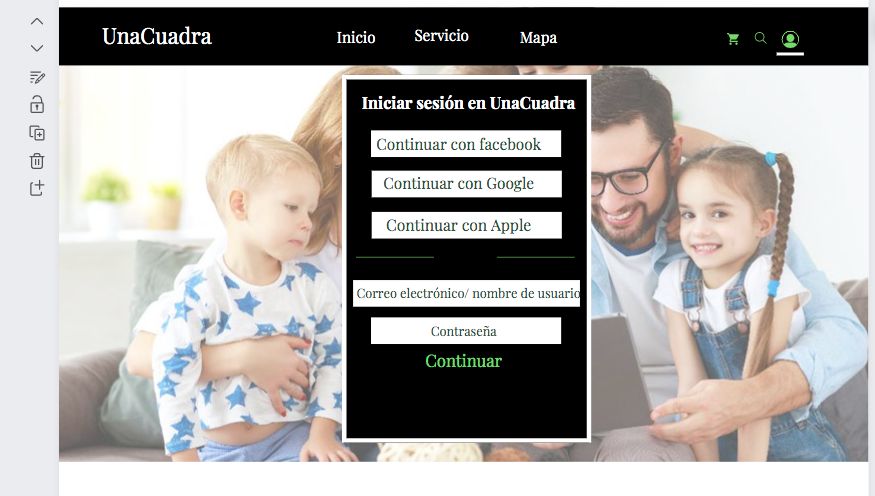 UnaCuadra
Inicio
Servicio
Mapa
Iniciar sesión en UnaCuadra
Continuar con facebook
Continuar con Google
Continuar con Apple
Correo electrónico/ nombre de usuario
Contraseña
Continuar